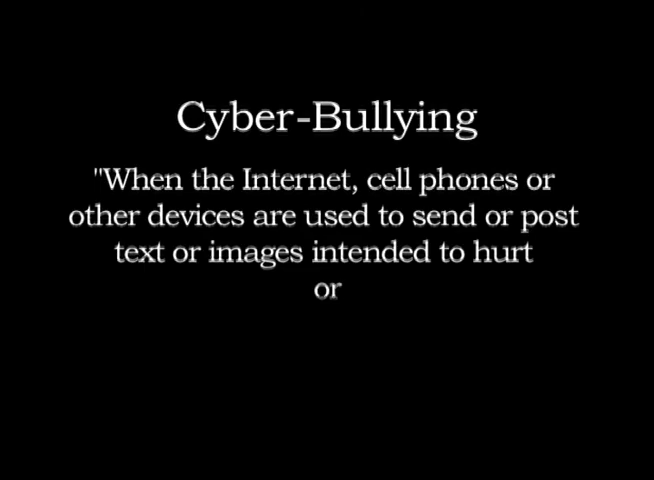 Cyber-Bullying
"When the Internet, cell phones or
other devices are used to send or post
text or images intended to hurt
or